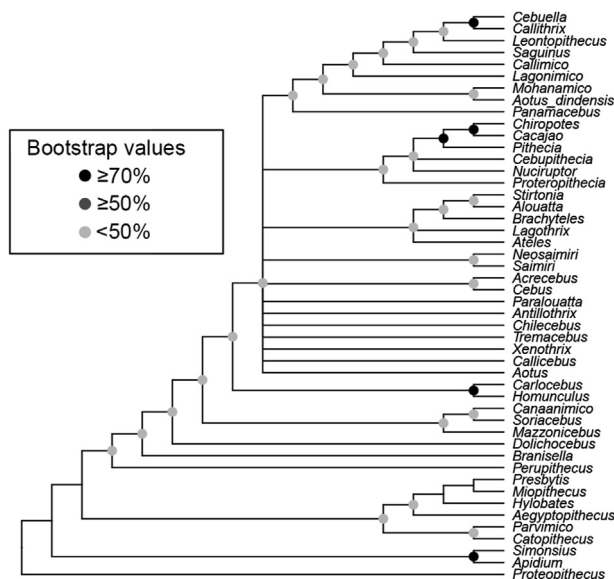 Cebuella
Callithrix
Leontopithecus
Saguinus
Callimico
Lagonimico
Mohanamico
Aotus_dindensis
Panamacebus
Chiropotes
Cacajao
Pithecia
Cebupithecia
Nuciruptor
Proteropithecia
Stirtonia
Alouatta
Brachyteles
Lagothrix
Ateles
Neosaimiri
Saimiri
Acrecebus
Cebus
Paralouatta
Antillothrix
Chilecebus
Tremacebus
Xenothrix
Callicebus
Aotus
Carlocebus
Homunculus
Canaanimico
Soriacebus
Mazzonicebus
Dolichocebus
Branisella
Perupithecus
Presbytis
Miopithecus
Hylobates
Aegyptopithecus
Parvimico
Catopithecus
Simonsius
Apidium
Proteopithecus
Bootstrap values
≥70%
≥50%
<50%